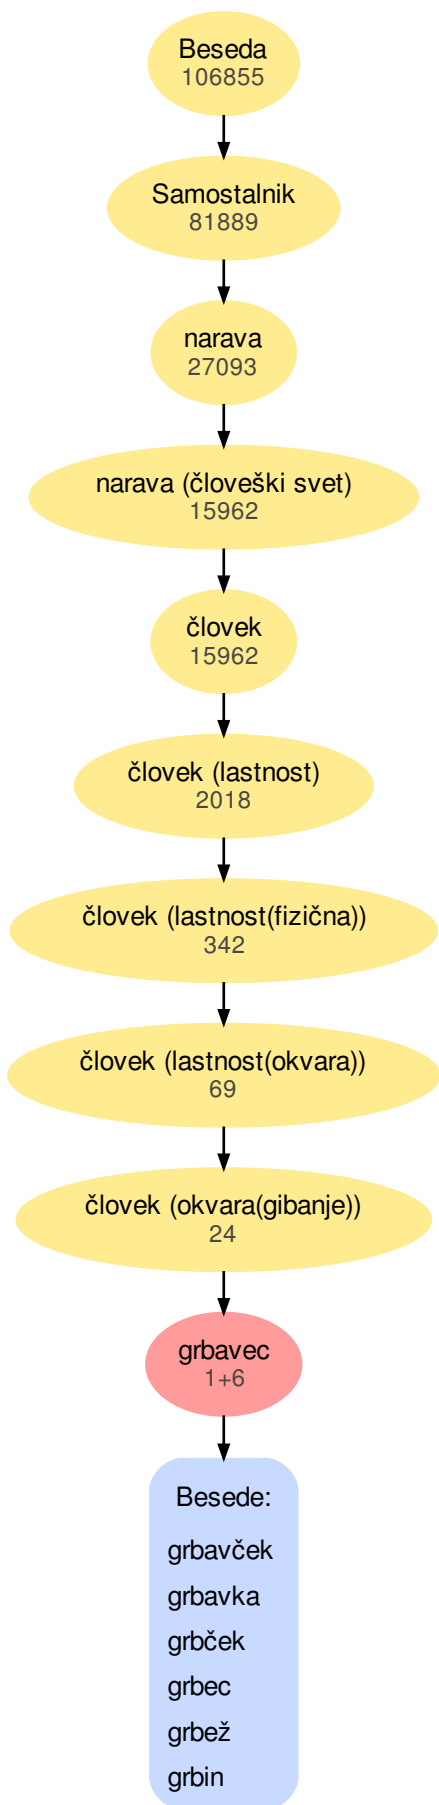 Beseda
106855
Samostalnik
81889
narava
27093
narava (človeški svet)
15962
človek
15962
človek (lastnost)
2018
človek (lastnost(fizična))
342
človek (lastnost(okvara))
69
človek (okvara(gibanje))
24
grbavec
1+6
Besede:
grbavček
grbavka
grbček
grbec
grbež
grbin